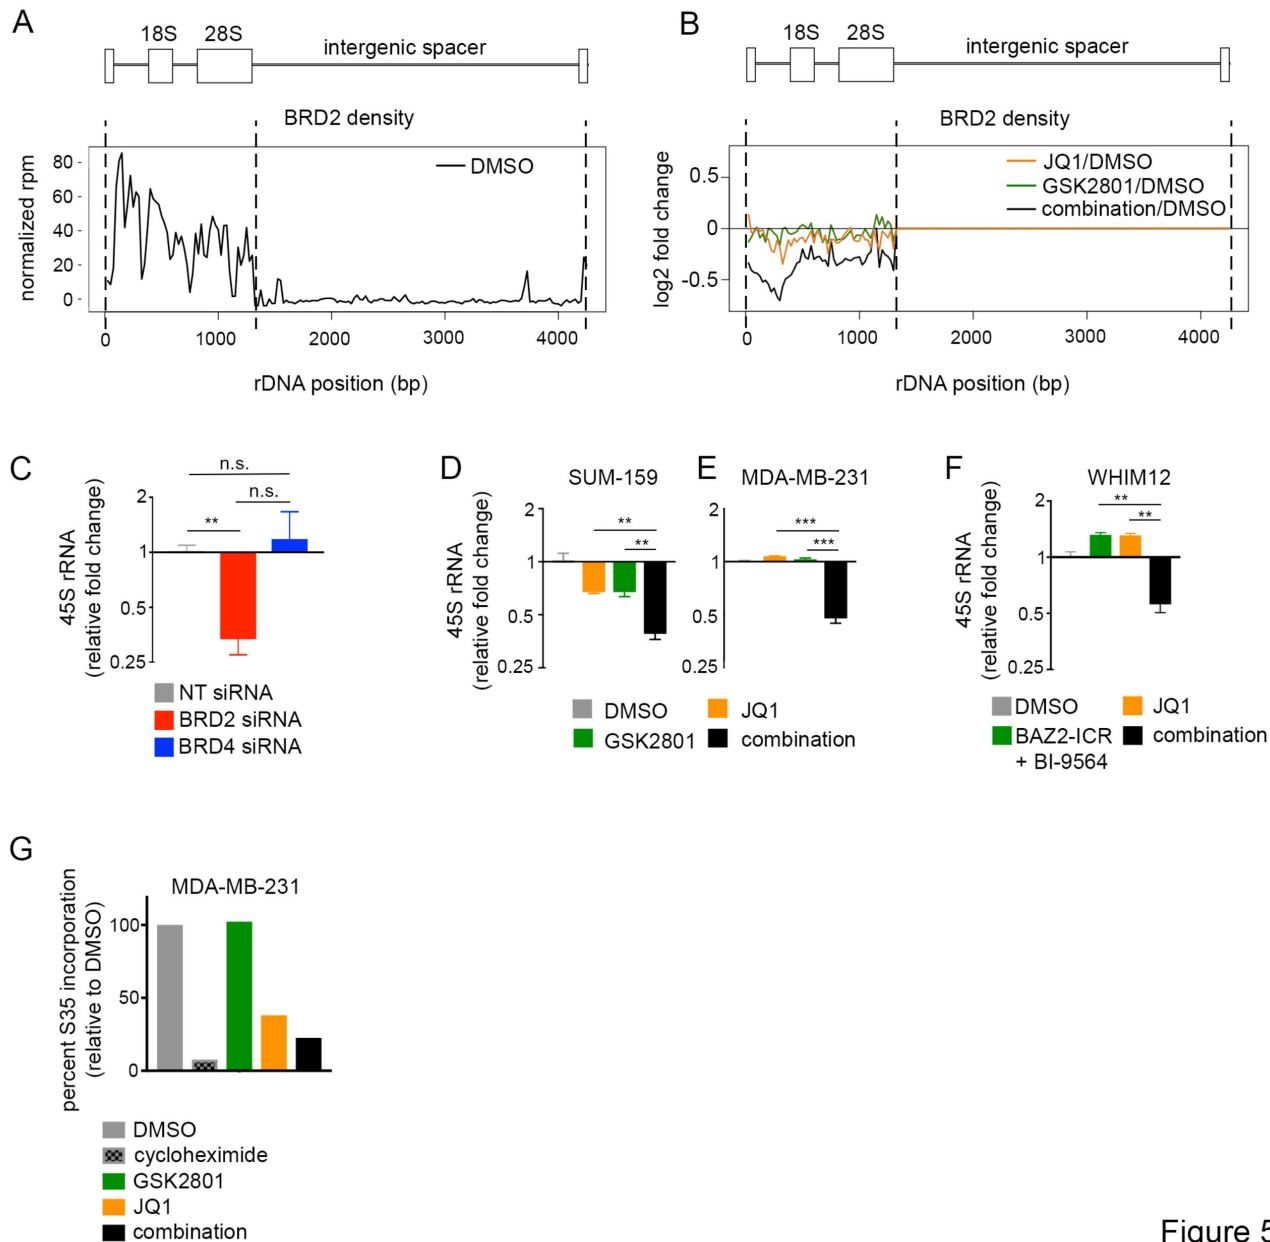 A
18S 28S intergenic spacer
BRD2 density
DMSO
normalized rpm
80
60
40
20
0
0 1000 2000 3000 4000
rDNA position (bp)
B
18S 28S intergenic spacer
BRD2 density
JQ1/DMSO
GSK2801/DMSO
combination/DMSO
log2 fold change
0.5
0
-0.5
0 1000 2000 3000 4000
rDNA position (bp)
C
45S rRNA
(relative fold change)
2
1
0.5
0.25
n.s.
n.s.
**
NT siRNA
BRD2 siRNA
BRD4 siRNA
D
SUM-159
45S rRNA
(relative fold change)
2
1
0.5
0.25
**
**
E
MDA-MB-231
2
1
0.5
0.25
***
***
DMSO JQ1
GSK2801 combination
F
WHIM12
45S rRNA
(relative fold change)
2
1
0.5
0.25
**
**
DMSO JQ1
BAZ2-ICR combination
+ BI-9564
G
MDA-MB-231
percent S35 incorporation
(relative to DMSO)
100
50
0
DMSO
cycloheximide
GSK2801
JQ1
combination
Figure 5